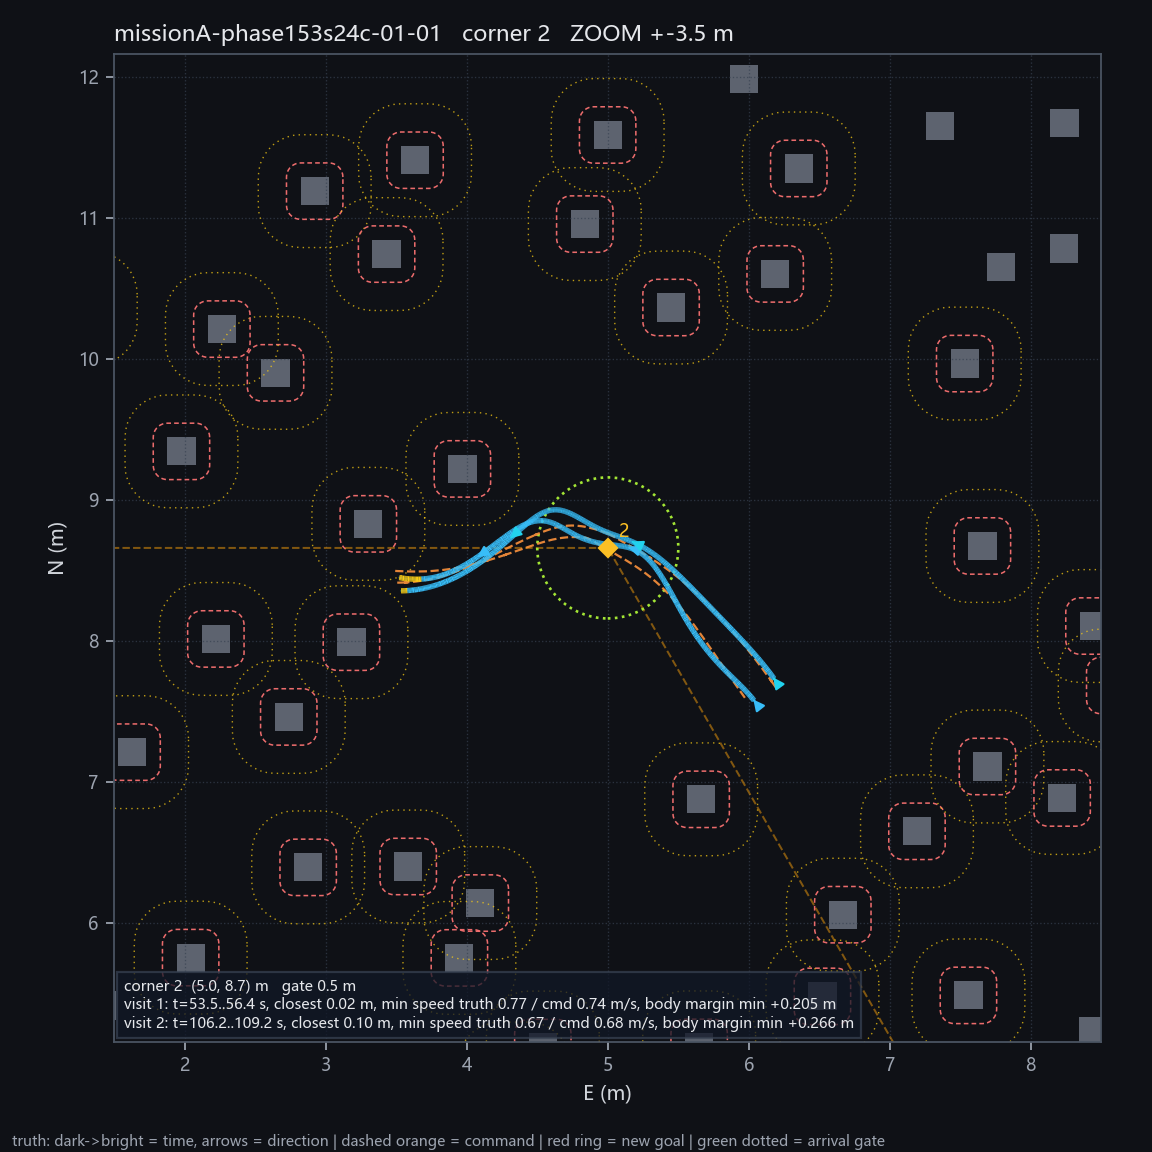 missionA-phase153s24c-01-01   corner 2   ZOOM +-3.5 m
12
11
10
9
8
7
6
N (m)
2
corner 2  (5.0, 8.7) m   gate 0.5 m
visit 1: t=53.5..56.4 s, closest 0.02 m, min speed truth 0.77 / cmd 0.74 m/s, body margin min +0.205 m
visit 2: t=106.2..109.2 s, closest 0.10 m, min speed truth 0.67 / cmd 0.68 m/s, body margin min +0.266 m
2 3 4 5 6 7 8
E (m)
truth: dark->bright = time, arrows = direction | dashed orange = command | red ring = new goal | green dotted = arrival gate